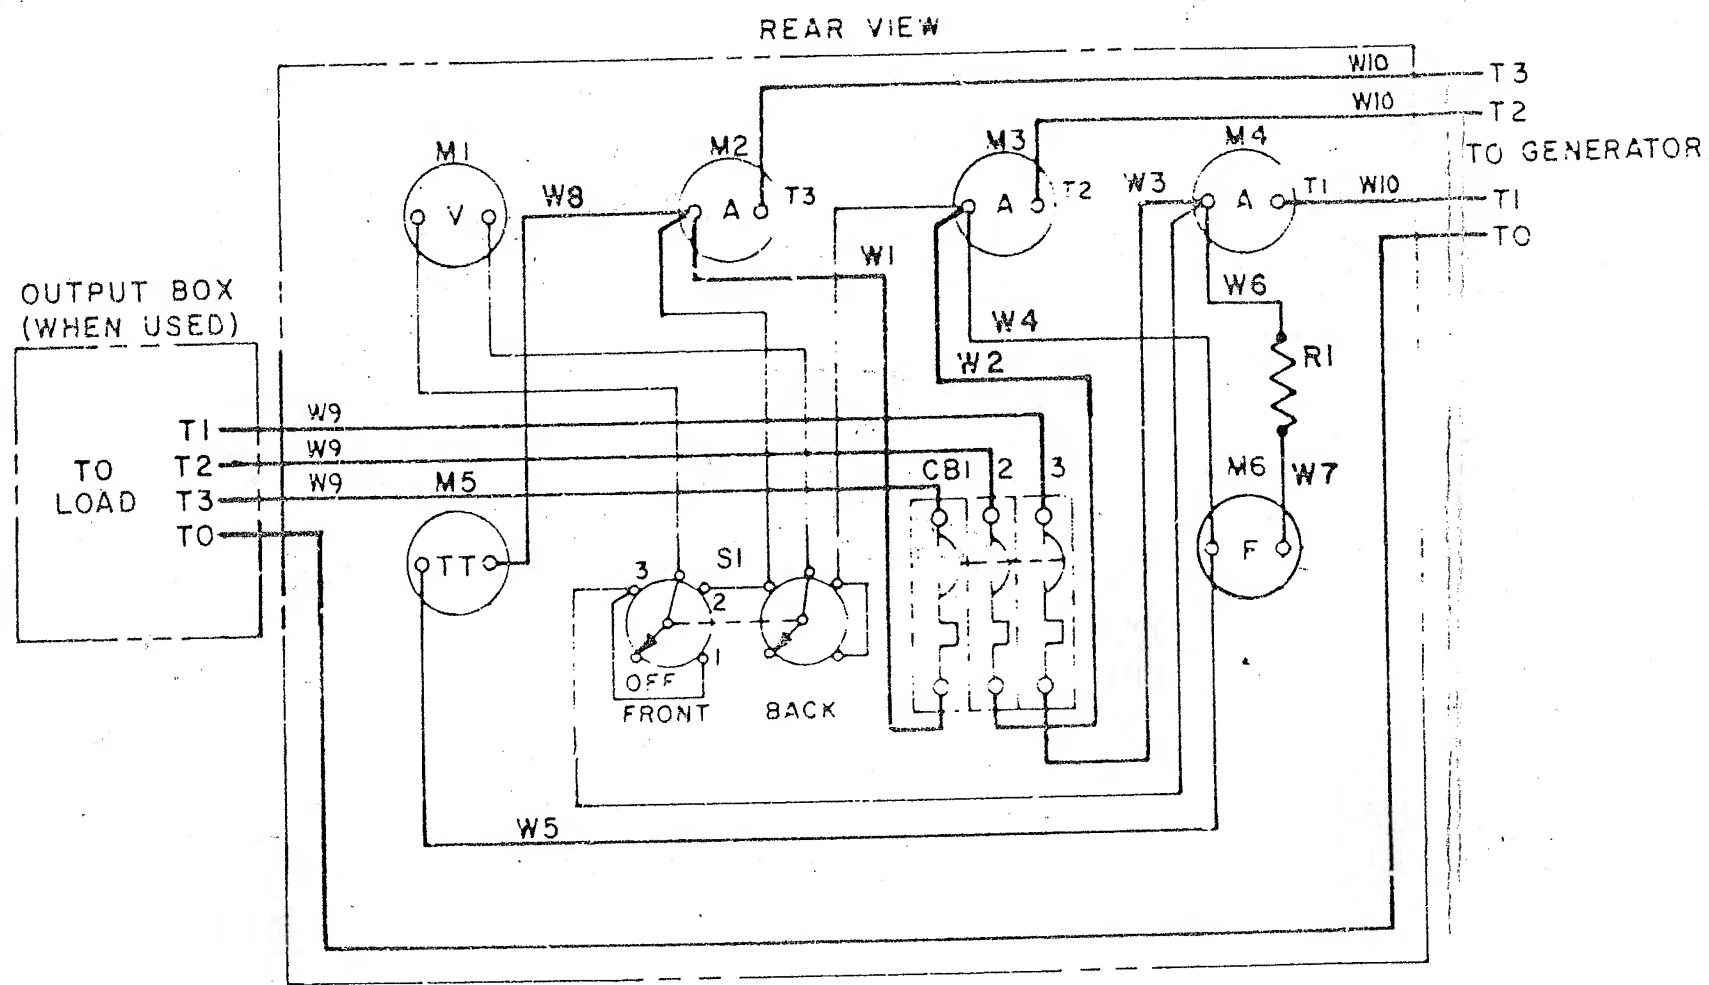 REAR VIEW
W10
T3
W10
T2
TO GENERATOR
M1
M2
M3
M4
V
W8
A
T3
A
T2
W3
A
T1
W10
T1
T0
W1
W6
OUTPUT BOX
(WHEN USED)
W4
W2
R1
T1
W9
T2
W9
T3
W9
T0
TO
LOAD
M5
CB1
2
3
M6
W7
TT
F
3
S1
2
1
OFF
FRONT
BACK
W5